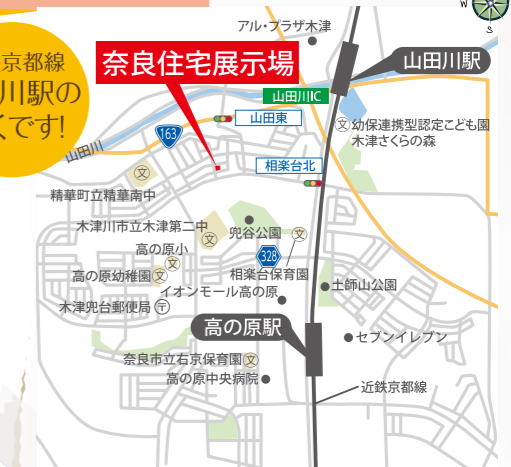 W
S
アル・プラザ木津
京都線
川駅の
くです!
奈良住宅展示場
山田川駅
山田川IC
山田東
163
山田川
幼保連携型認定こども園
木津さくらの森
文
相楽台北
文
精華町立精華南中
木津川市立木津第二中
文
兜谷公園
文
高の原小
文
328
相楽台保育園
高の原幼稚園
文
イオンモール高の原
土師山公園
木津兜台郵便局
〒
高の原駅
セブンイレブン
奈良市立右京保育園
文
高の原中央病院
近鉄京都線